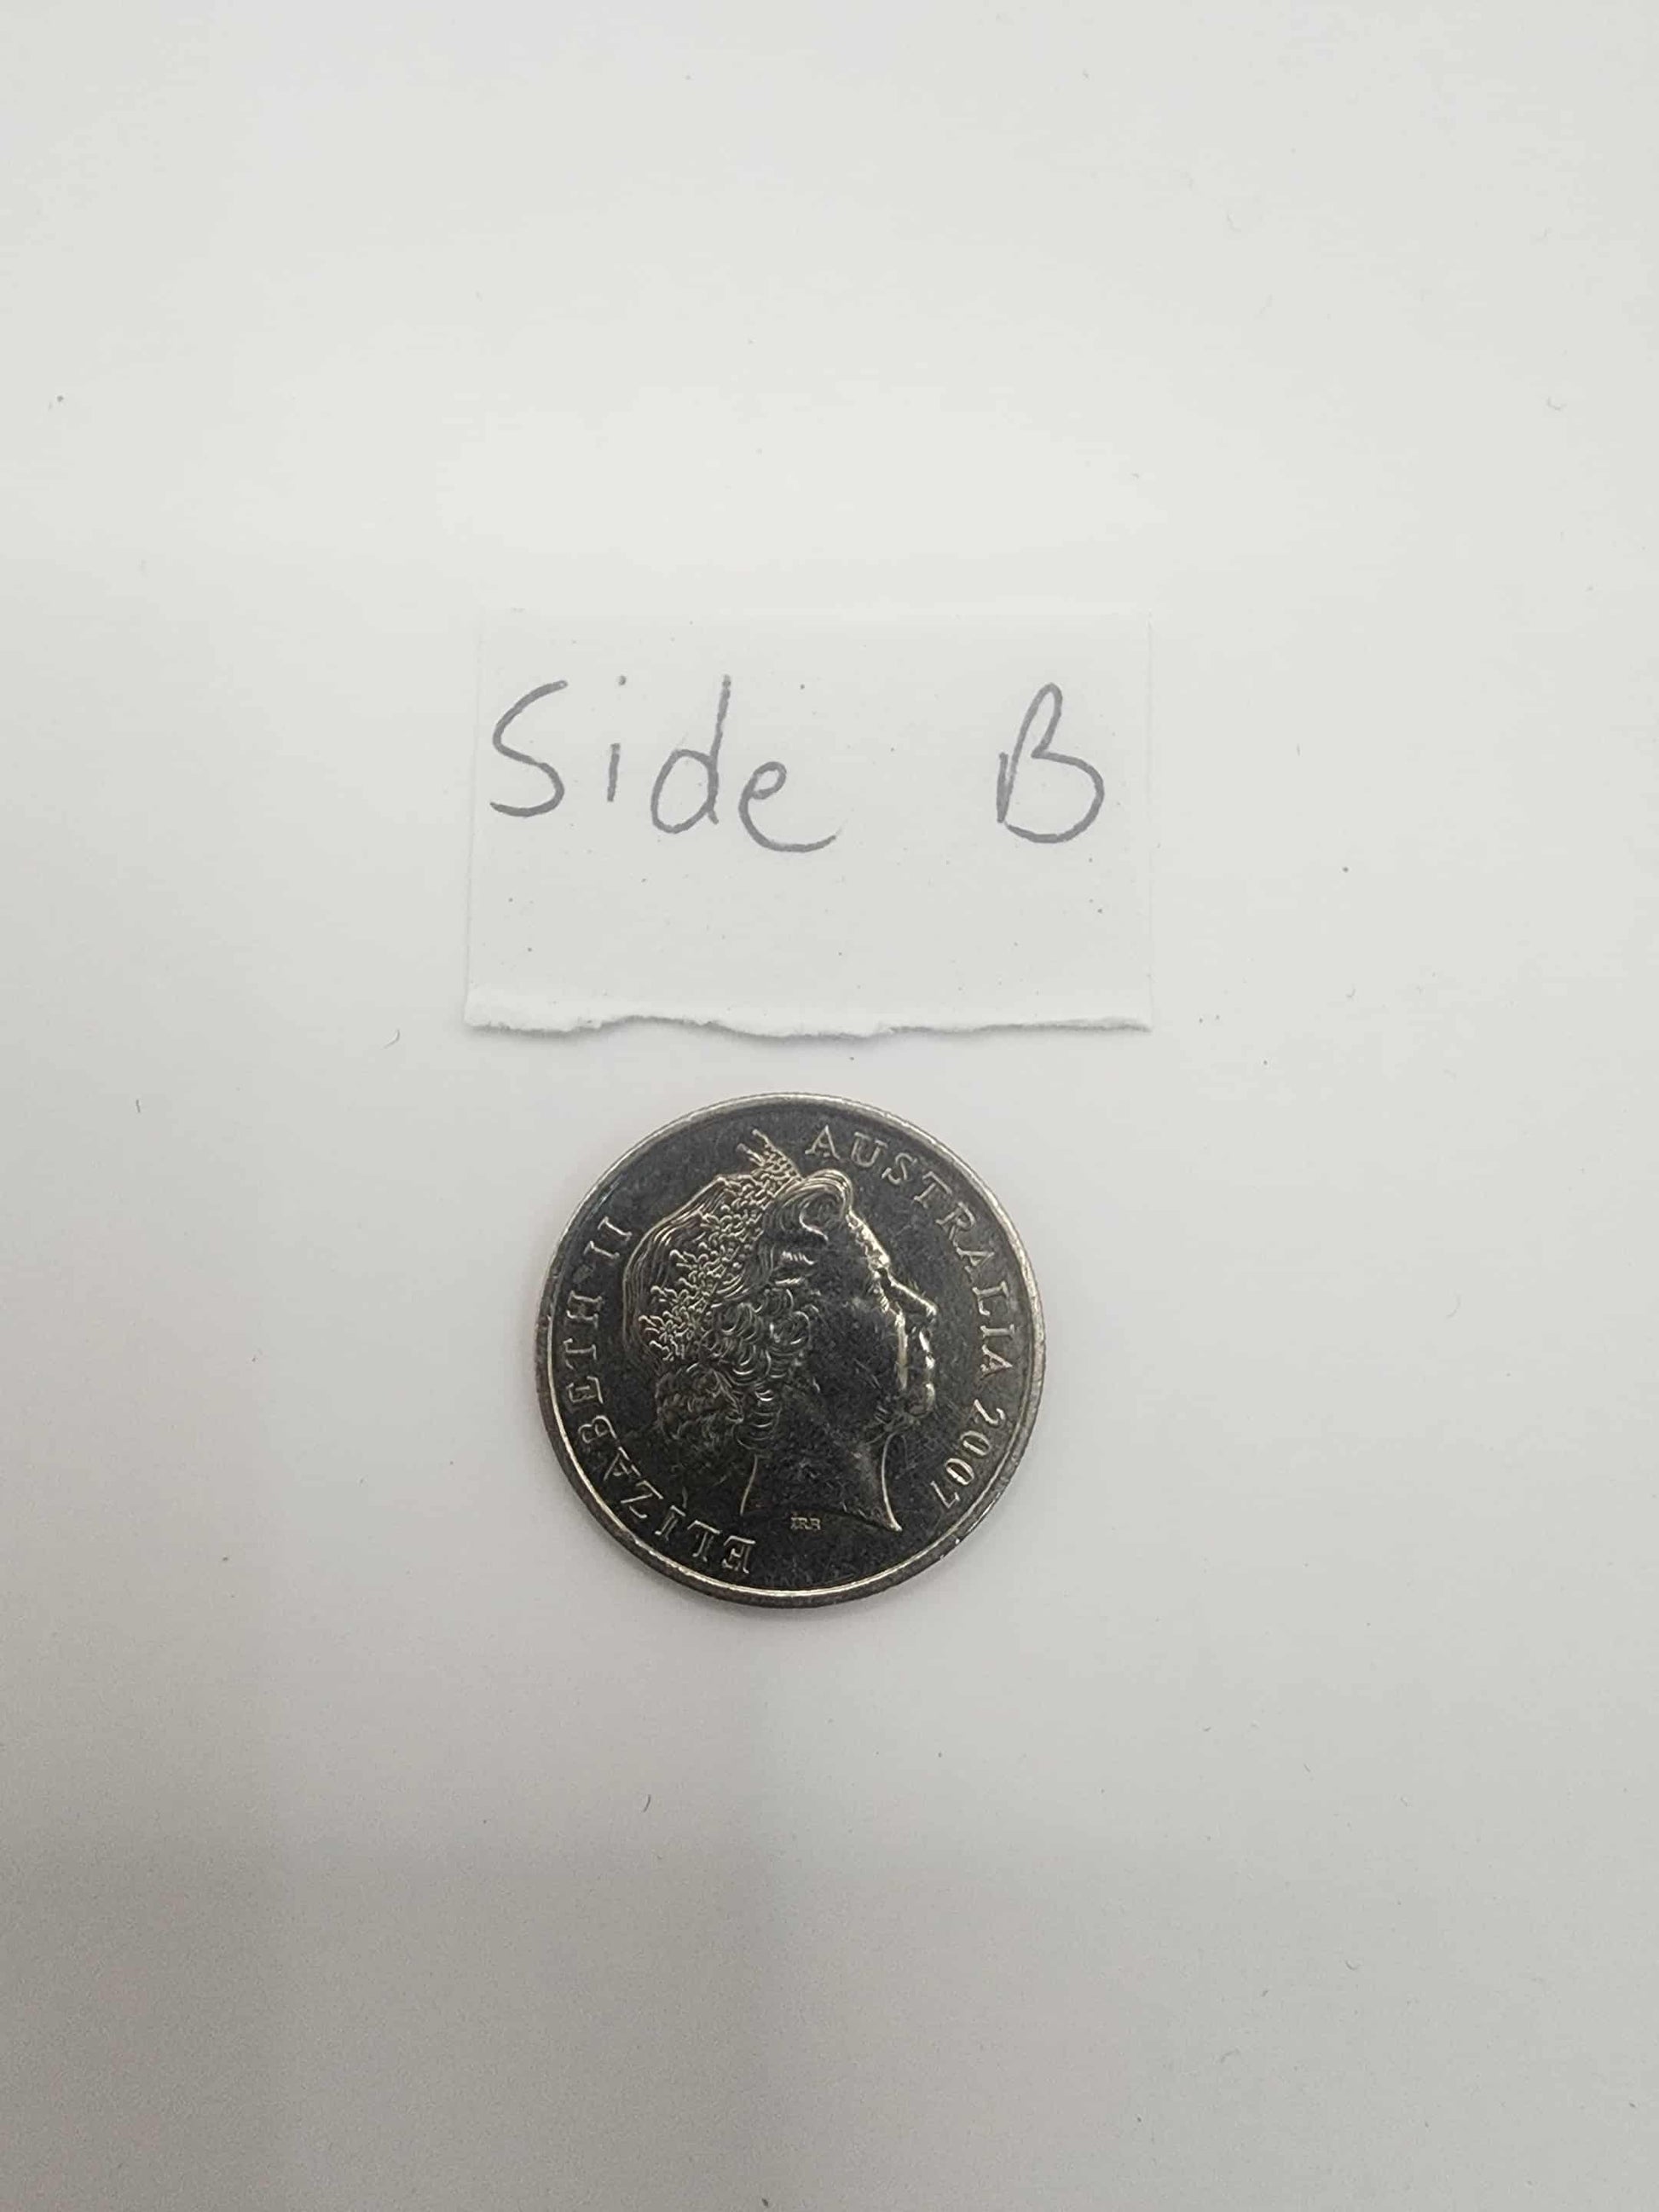 Side B
ELIZABETH II
AUSTRALIA 2007
IRB